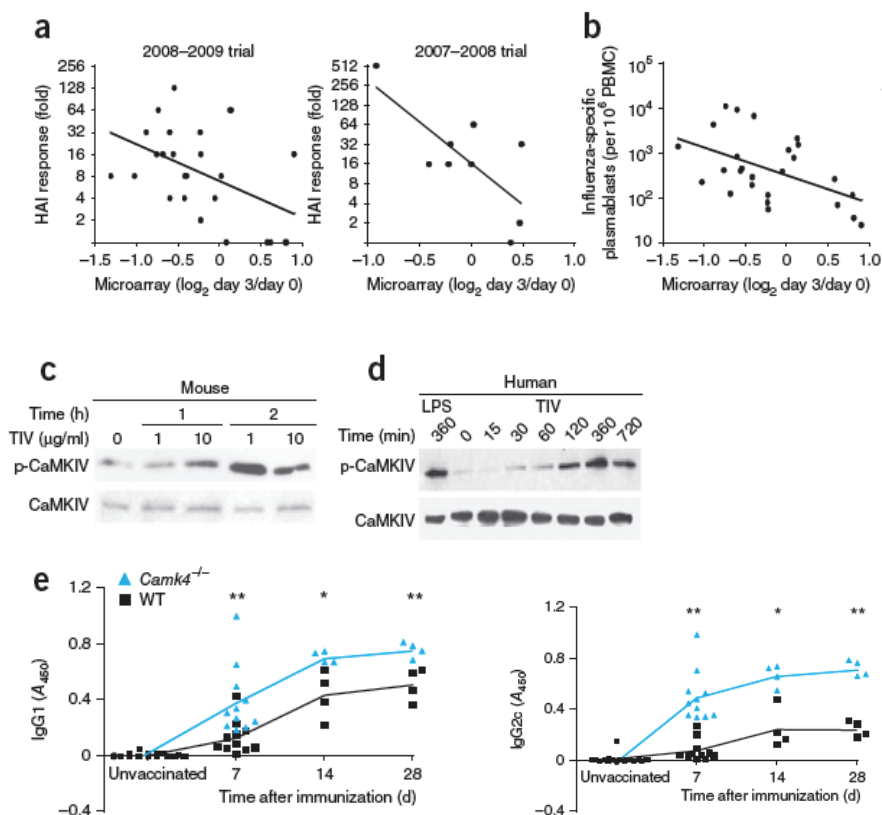 a
2008–2009 trial
HAI response (fold)
256
128
64
32
16
8
4
2
–1.5 –1.0 –0.5 0 0.5 1.0
Microarray (log2 day 3/day 0)
2007–2008 trial
HAI response (fold)
512
256
128
64
32
16
8
4
2
–1.0 –0.5 0 0.5 1.0
Microarray (log2 day 3/day 0)
b
Influenza-specific
plasmablasts (per 10^6 PBMC)
10^5
10^4
10^3
10^2
10
–1.5 –1.0 –0.5 0 0.5 1.0
Microarray (log2 day 3/day 0)
c
Mouse
Time (h) 1 2
TIV (μg/ml) 0 1 10 1 10
p-CaMKIV
CaMKIV
d
Human
LPS TIV
Time (min) 360 0 15 30 60 120 360 720
p-CaMKIV
CaMKIV
e
Camk4–/–
WT
IgG1 (A450)
1.2
0.8
0.4
0
–0.4
** * **
Unvaccinated 7 14 28
Time after immunization (d)
IgG2c (A450)
1.2
0.8
0.4
0
–0.4
** * **
Unvaccinated 7 14 28
Time after immunization (d)